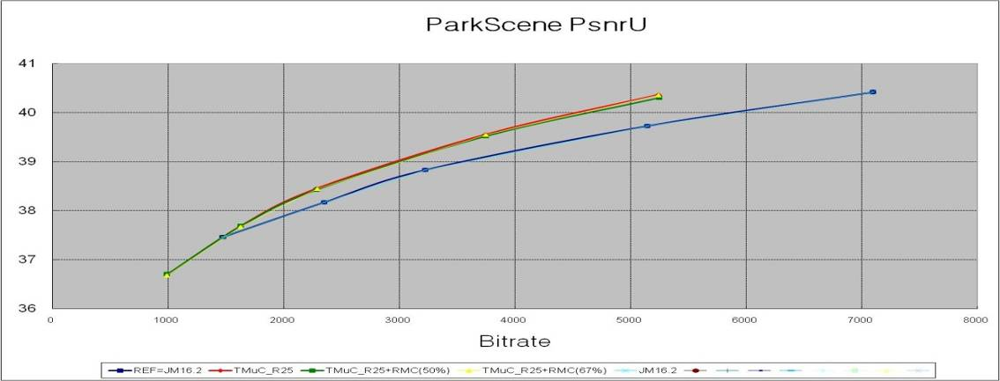 ParkScene PsnrU
41
40
39
38
37
36
0 1000 2000 3000 4000 5000 6000 7000 8000
Bitrate
REF=JM16.2 TMuC_R25 TMuC_R25+RMC(50%) TMuC_R25+RMC(67%) JM16.2